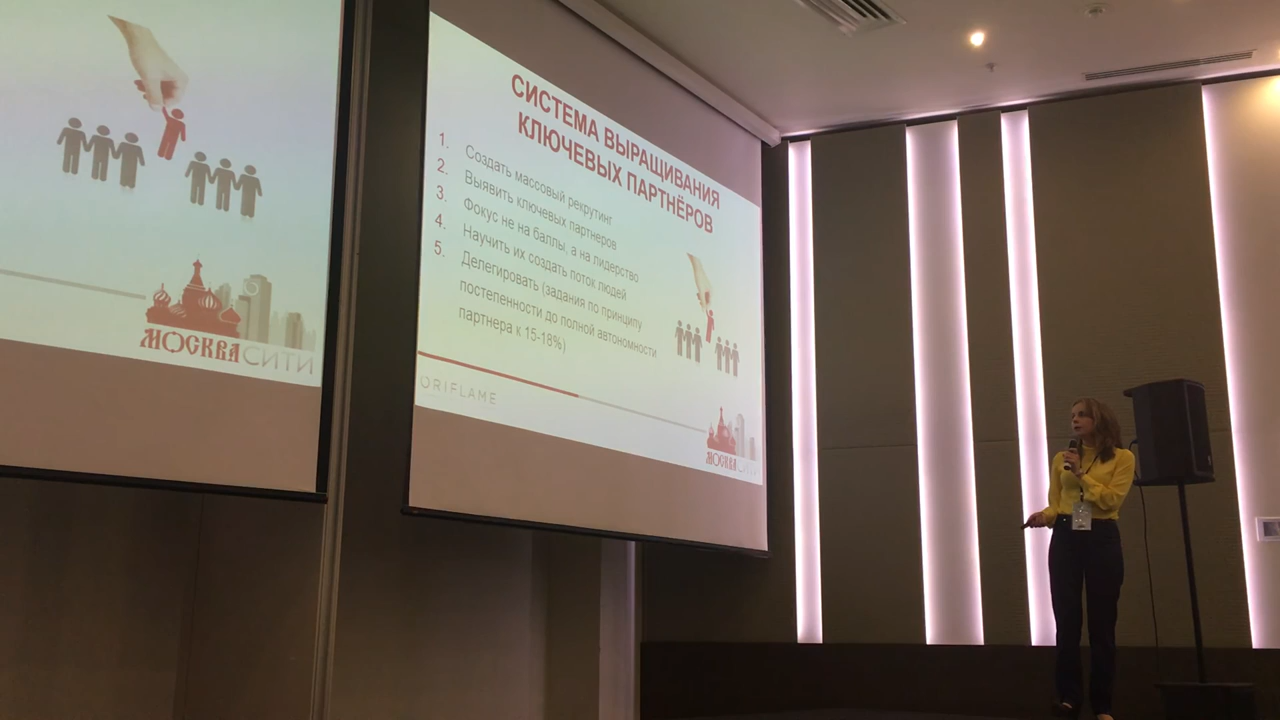 МОСКВА СИТИ
СИСТЕМА ВЫРАЩИВАНИЯ
КЛЮЧЕВЫХ ПАРТНЁРОВ
1. Создать массовый рекрутинг
2. Выявить ключевых партнеров
3. Фокус не на баллы, а на лидерство
4. Научить их создать поток людей
5. Делегировать (задания по принципу
постепенности до полной автономности
партнера к 15-18%)
ORIFLAME
МОСКВА СИТИ